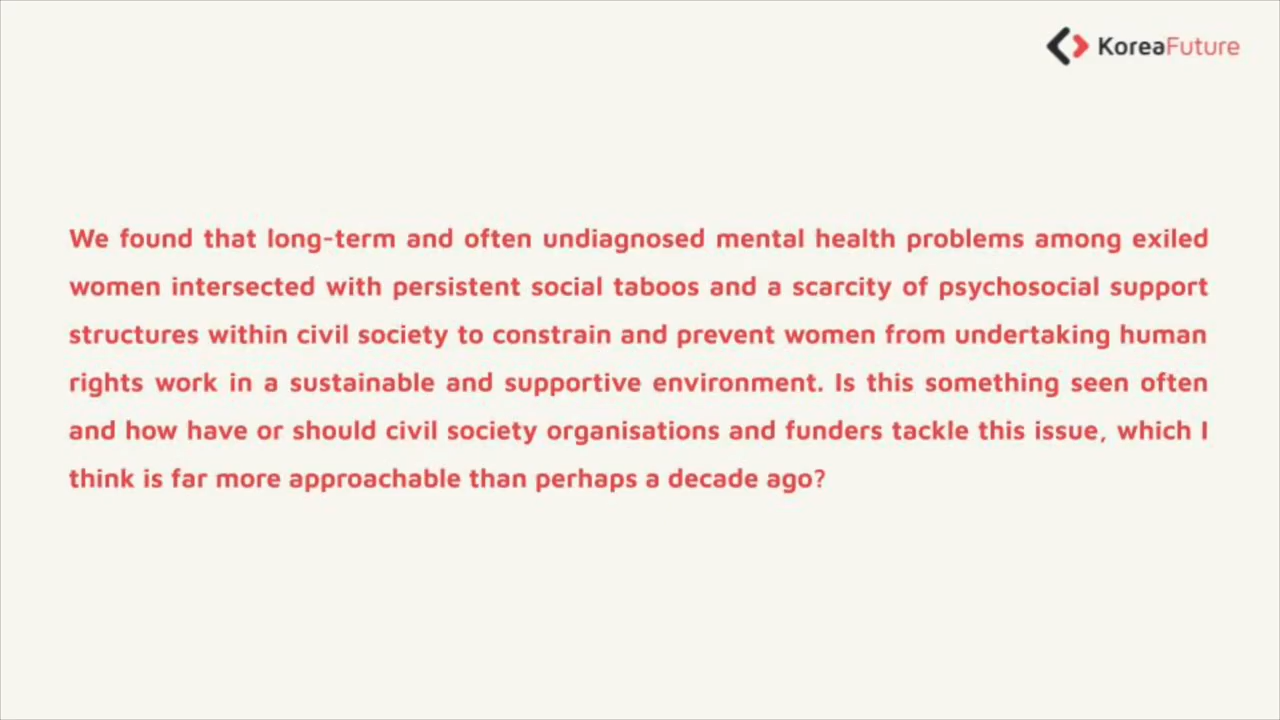 KoreaFuture
We found that long-term and often undiagnosed mental health problems among exiled
women intersected with persistent social taboos and a scarcity of psychosocial support
structures within civil society to constrain and prevent women from undertaking human
rights work in a sustainable and supportive environment. Is this something seen often
and how have or should civil society organisations and funders tackle this issue, which I
think is far more approachable than perhaps a decade ago?